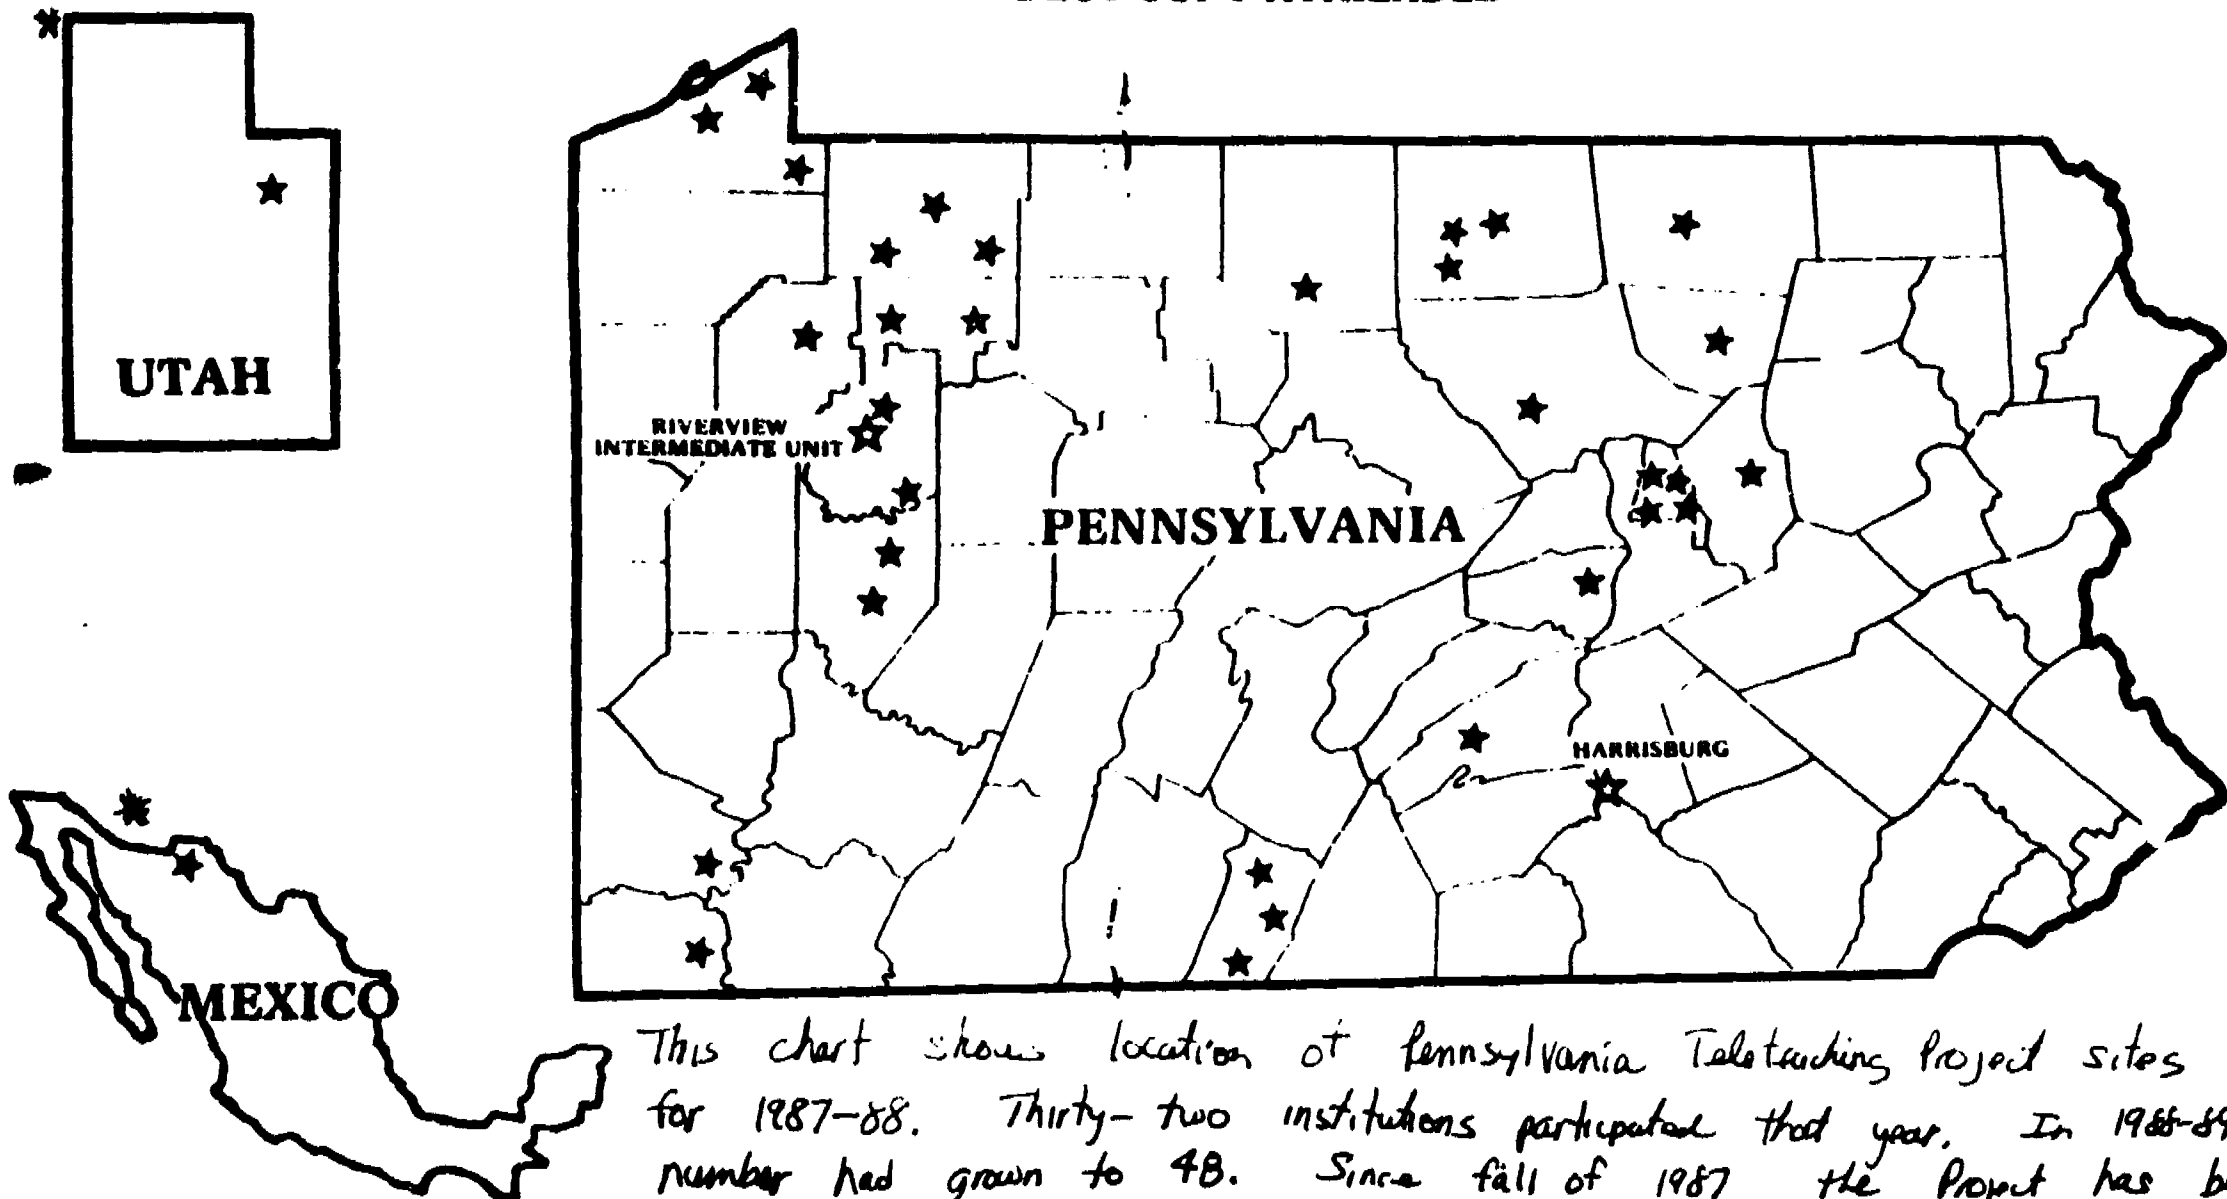 UTAH
RIVERVIEW
INTERMEDIATE UNIT
PENNSYLVANIA
HARRISBURG
MEXICO
This chart shows location of Pennsylvania Teleteaching Project sites
for 1987-88. Thirty-two institutions participated that year. In 1988-89
number had grown to 48. Since fall of 1987 the Project has